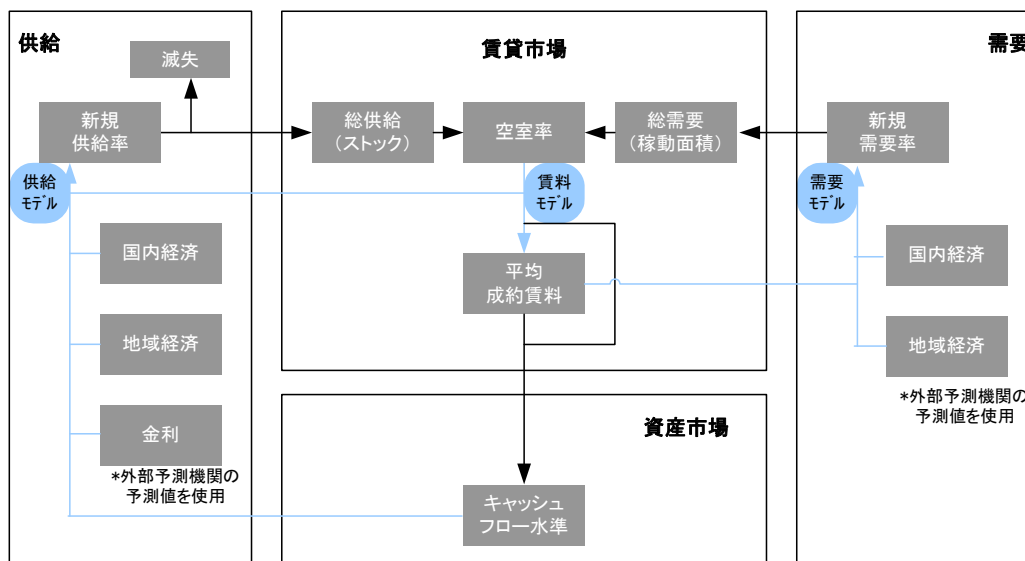 供給
滅失
新規
供給率
供給
ﾓﾃﾞﾙ
国内経済
地域経済
金利
*外部予測機関の
予測値を使用
賃貸市場
総供給
（ストック）
空室率
総需要
（稼動面積）
賃料
ﾓﾃﾞﾙ
平均
成約賃料
資産市場
キャッシュ
フロー水準
需要
新規
需要率
需要
ﾓﾃﾞﾙ
国内経済
地域経済
*外部予測機関の
予測値を使用